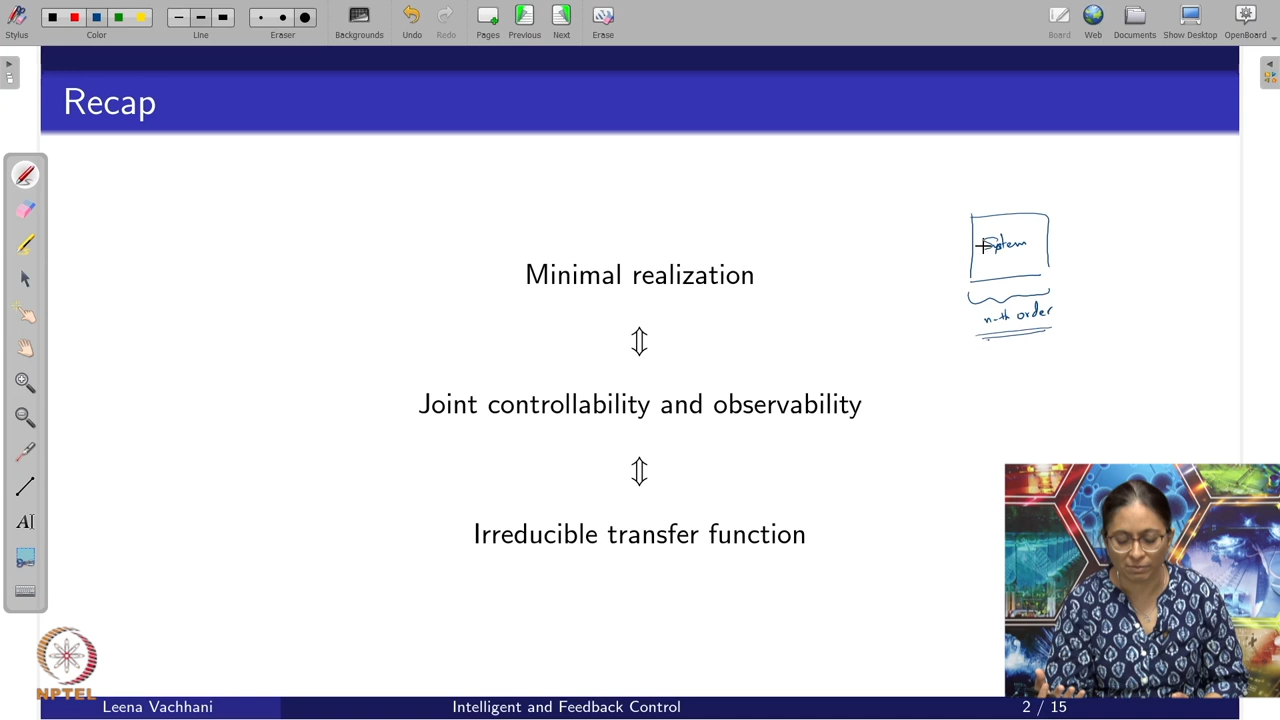 Stylus
Color
Line
Eraser
Backgrounds
Undo
Redo
Pages
Previous
Next
Erase
Board
Web
Documents
Show Desktop
OpenBoard
Recap
System
n-th order
Minimal realization
⇕
Joint controllability and observability
⇕
Irreducible transfer function
AI
NPTEL
Leena Vachhani
Intelligent and Feedback Control
2 / 15